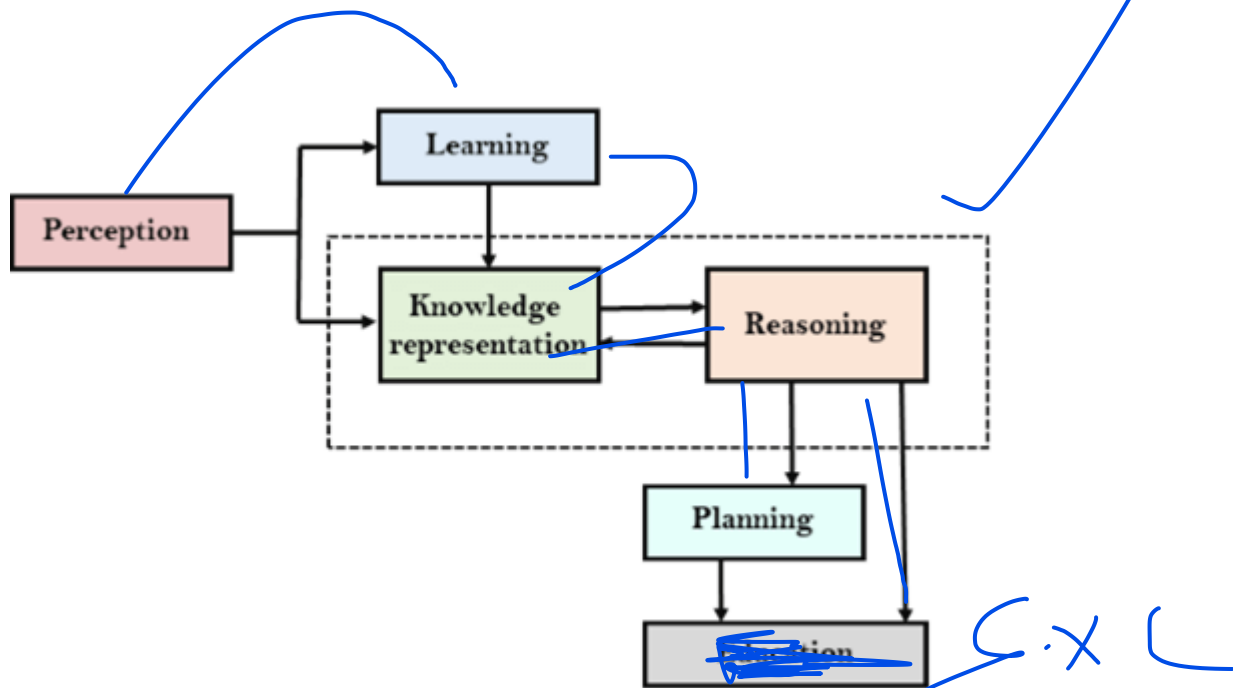 Learning
Perception
Knowledge
representation
Reasoning
Planning